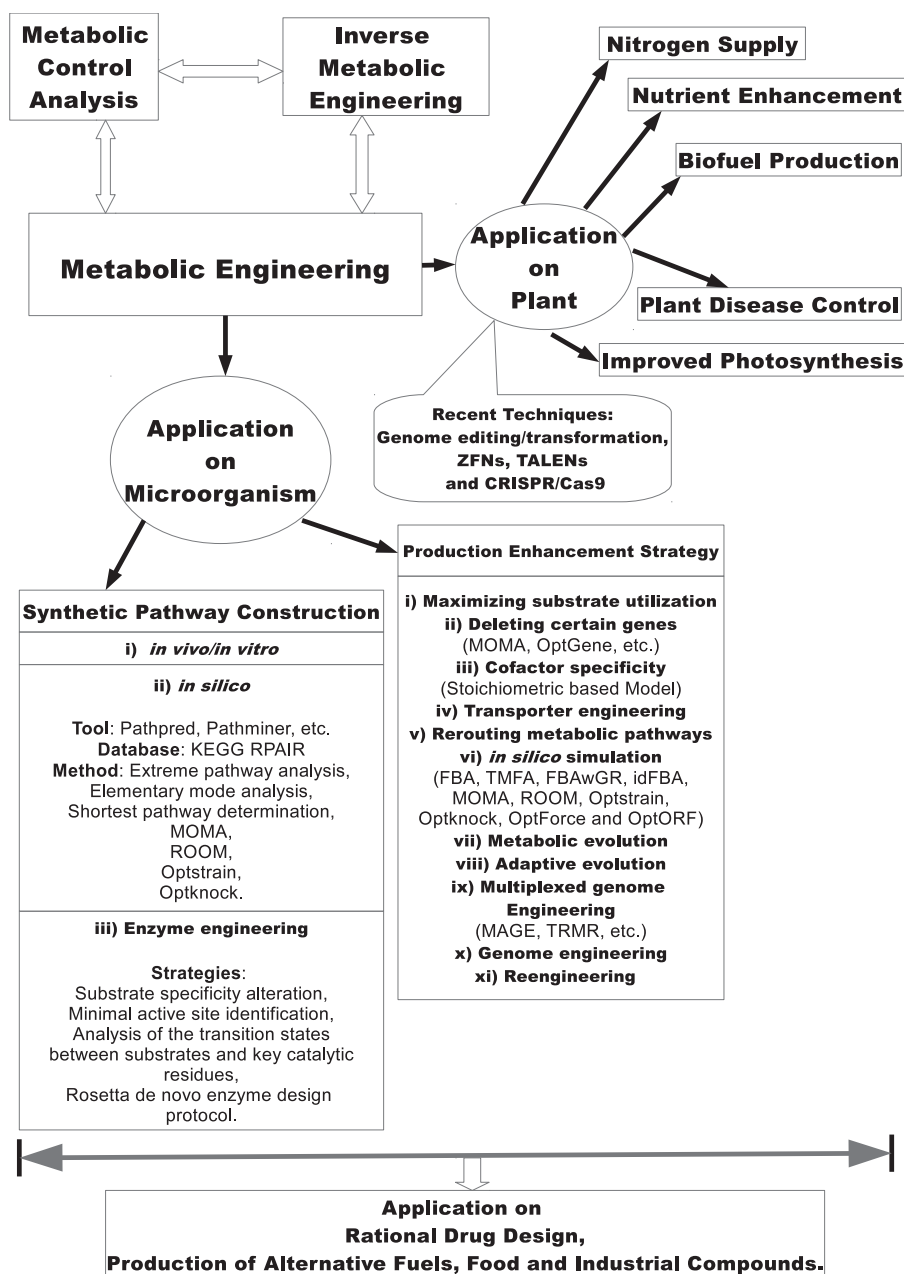 Metabolic
Control
Analysis
Inverse
Metabolic
Engineering
Metabolic Engineering
Nitrogen Supply
Nutrient Enhancement
Biofuel Production
Application
on
Plant
Plant Disease Control
Improved Photosynthesis
Recent Techniques:
Genome editing/transformation,
ZFNs, TALENs
and CRISPR/Cas9
Application
on
Microorganism
Synthetic Pathway Construction
i) in vivo/in vitro
ii) in silico
Tool: Pathpred, Pathminer, etc.
Database: KEGG RPAIR
Method: Extreme pathway analysis,
Elementary mode analysis,
Shortest pathway determination,
MOMA,
ROOM,
Optstrain,
Optknock.
iii) Enzyme engineering
Strategies:
Substrate specificity alteration,
Minimal active site identification,
Analysis of the transition states
between substrates and key catalytic
residues,
Rosetta de novo enzyme design
protocol.
Production Enhancement Strategy
i) Maximizing substrate utilization
ii) Deleting certain genes
(MOMA, OptGene, etc.)
iii) Cofactor specificity
(Stoichiometric based Model)
iv) Transporter engineering
v) Rerouting metabolic pathways
vi) in silico simulation
(FBA, TMFA, FBAwGR, idFBA,
MOMA, ROOM, Optstrain,
Optknock, OptForce and OptORF)
vii) Metabolic evolution
viii) Adaptive evolution
ix) Multiplexed genome
Engineering
(MAGE, TRMR, etc.)
x) Genome engineering
xi) Reengineering
Application on
Rational Drug Design,
Production of Alternative Fuels, Food and Industrial Compounds.